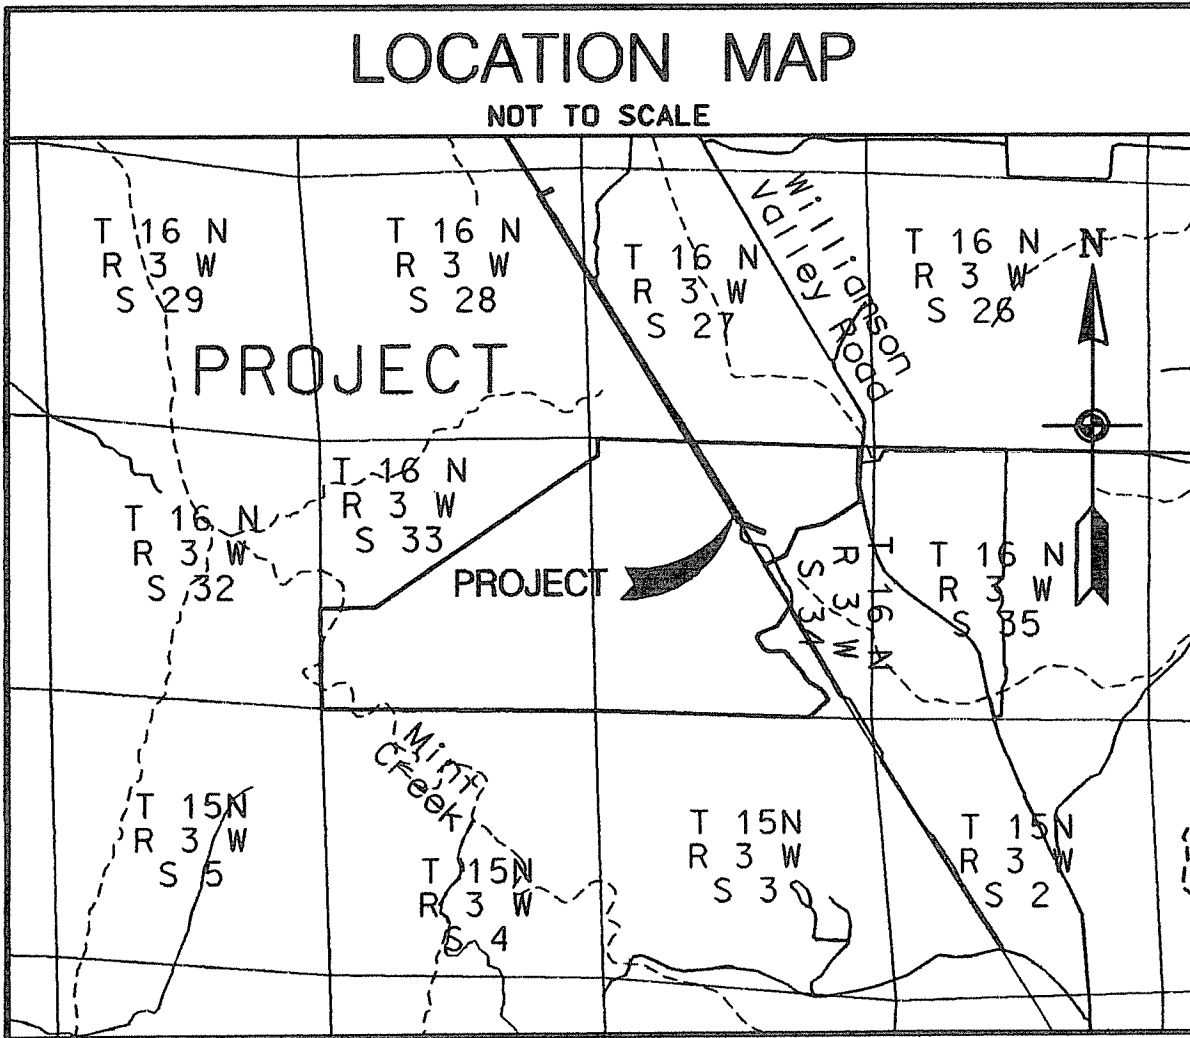 LOCATION MAP
NOT TO SCALE
T 16 N
R 3 W
S 29
T 16 N
R 3 W
S 28
T 16 N
R 3 W
S 27
Williamson
Valley Road
T 16 N
R 3 W
S 26
N
PROJECT
T 16 N
R 3 W
S 32
T 16 N
R 3 W
S 33
PROJECT
T 16 N
R 3 W
S 34
T 16 N
R 3 W
S 35
Mint
Creek
T 15N
R 3 W
S 5
T 15N
R 3 W
S 4
T 15N
R 3 W
S 3
T 15N
R 3 W
S 2